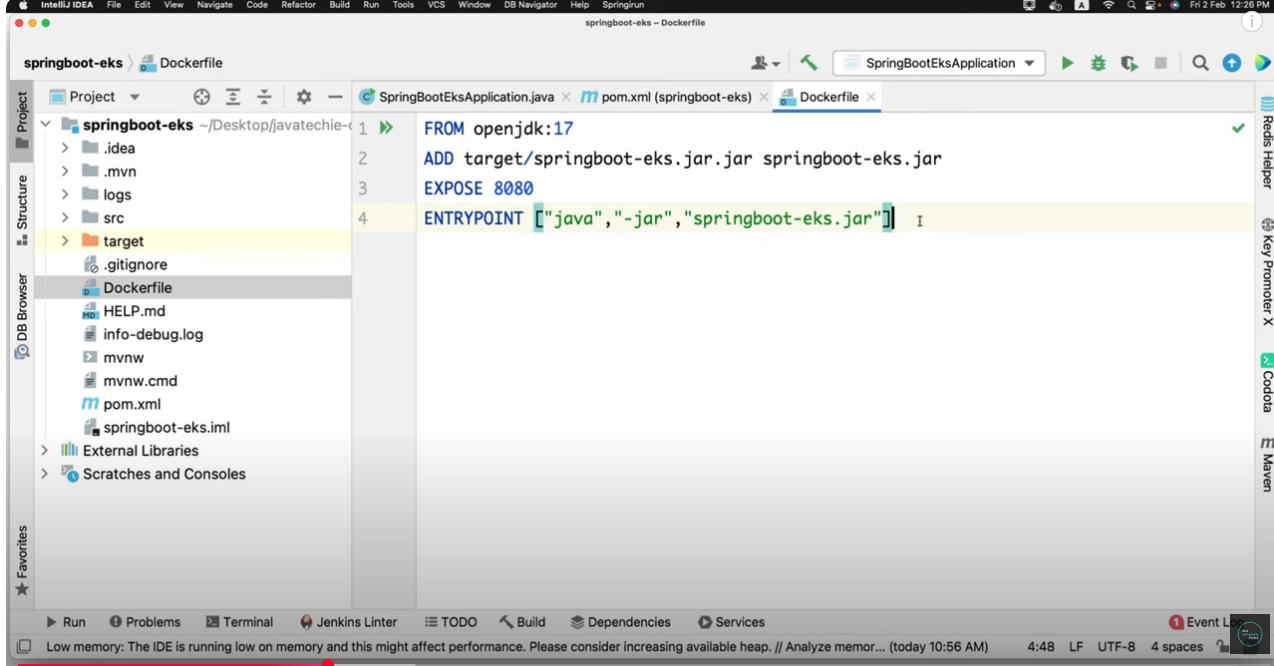 IntelliJ IDEA File Edit View Navigate Code Refactor Build Run Tools VCS Window DB Navigator Help Springirun
A Fri 2 Feb 12:26 PM
springboot-eks – Dockerfile
springboot-eks Dockerfile
SpringBootEksApplication
Project
SpringBootEksApplication.java
pom.xml (springboot-eks)
Dockerfile
springboot-eks ~/Desktop/javatechie-
.idea
.mvn
logs
src
target
.gitignore
Dockerfile
HELP.md
info-debug.log
mvnw
mvnw.cmd
pom.xml
springboot-eks.iml
External Libraries
Scratches and Consoles
1 FROM openjdk:17
2 ADD target/springboot-eks.jar.jar springboot-eks.jar
3 EXPOSE 8080
4 ENTRYPOINT ["java","-jar","springboot-eks.jar"]
Project
Structure
DB Browser
Favorites
Redis Helper
Key Promoter X
Codota
Maven
Run Problems Terminal Jenkins Linter TODO Build Dependencies Services
1 Event Log
Low memory: The IDE is running low on memory and this might affect performance. Please consider increasing available heap. // Analyze memor... (today 10:56 AM)
4:48 LF UTF-8 4 spaces